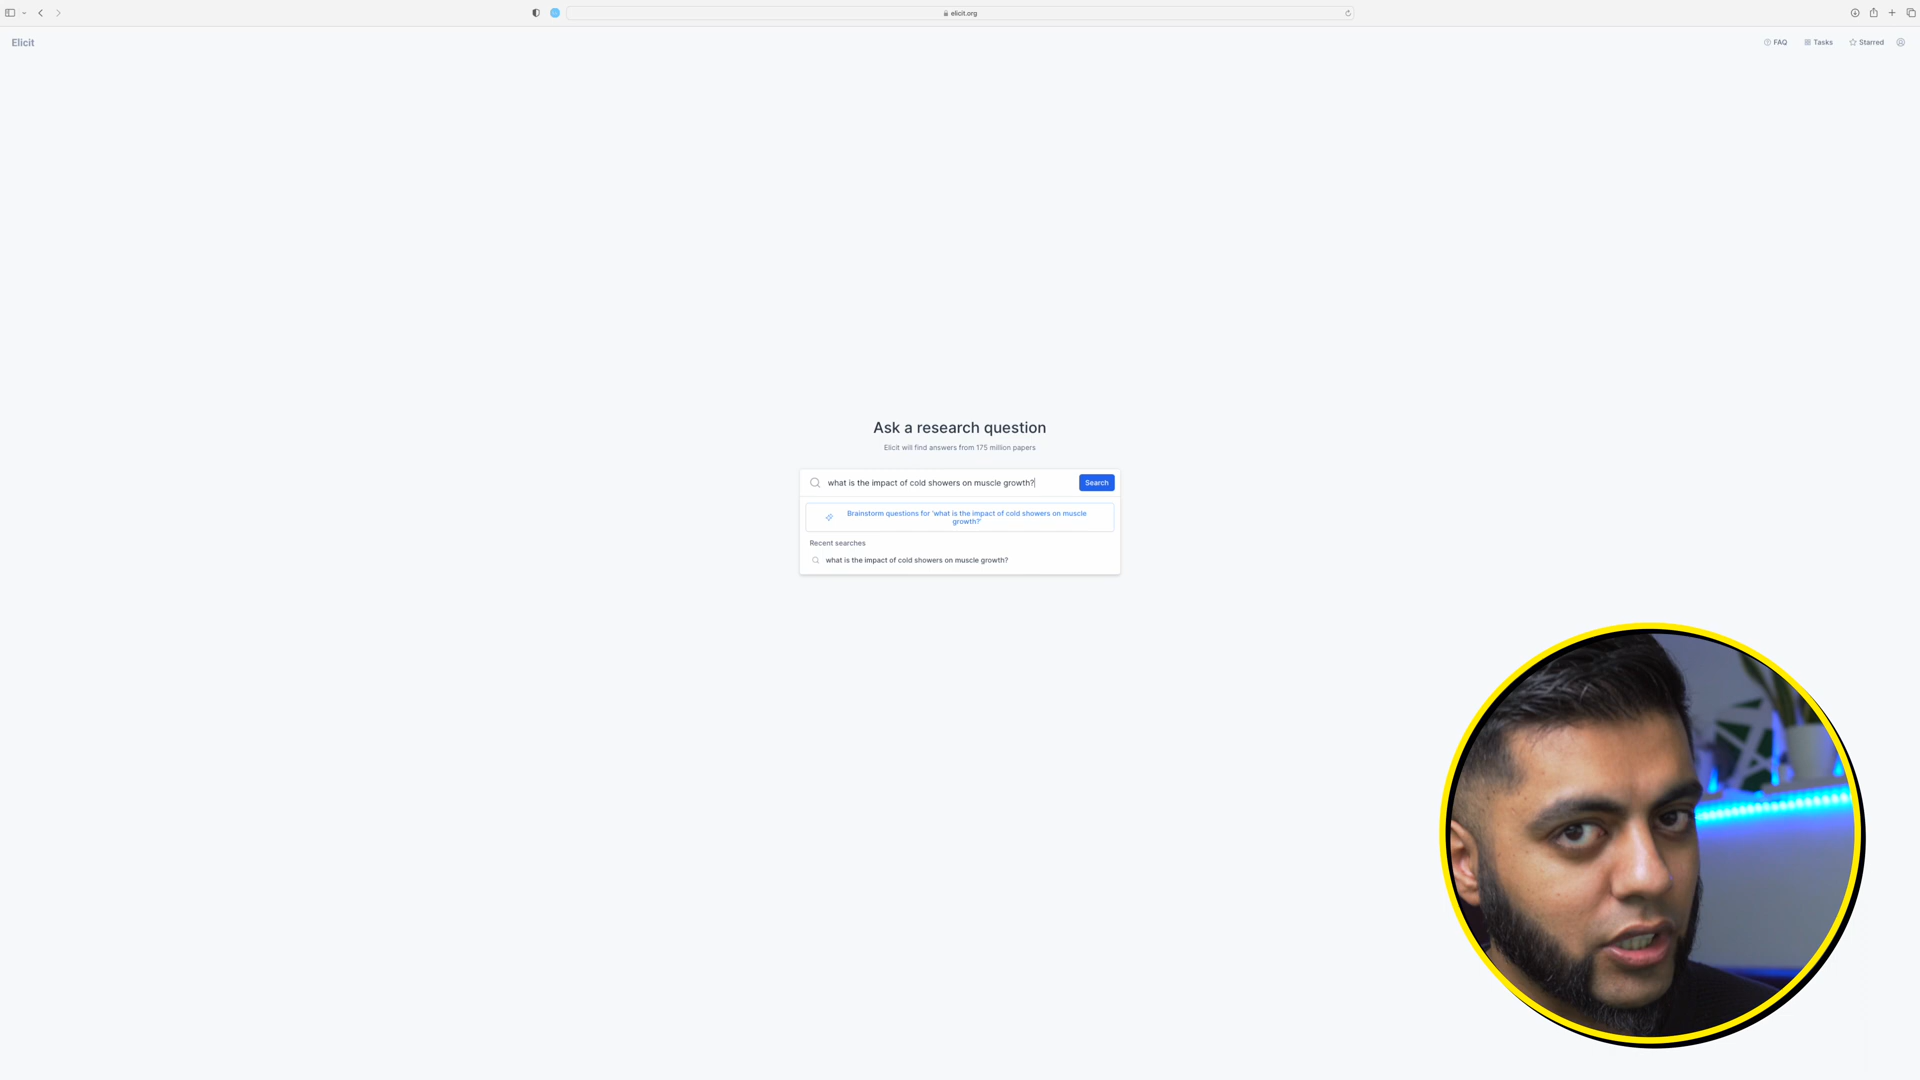 elicit.org
Elicit
FAQ
Tasks
Starred
Ask a research question
Elicit will find answers from 175 million papers
what is the impact of cold showers on muscle growth?
Search
Brainstorm questions for 'what is the impact of cold showers on muscle
growth?'
Recent searches
what is the impact of cold showers on muscle growth?